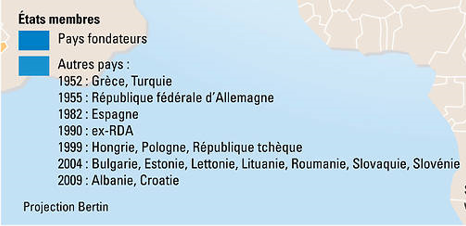 États membres
Pays fondateurs
Autres pays :
1952 : Grèce, Turquie
1955 : République fédérale d'Allemagne
1982 : Espagne
1990 : ex-RDA
1999 : Hongrie, Pologne, République tchèque
2004 : Bulgarie, Estonie, Lettonie, Lituanie, Roumanie, Slovaquie, Slovénie
2009 : Albanie, Croatie
Projection Bertin